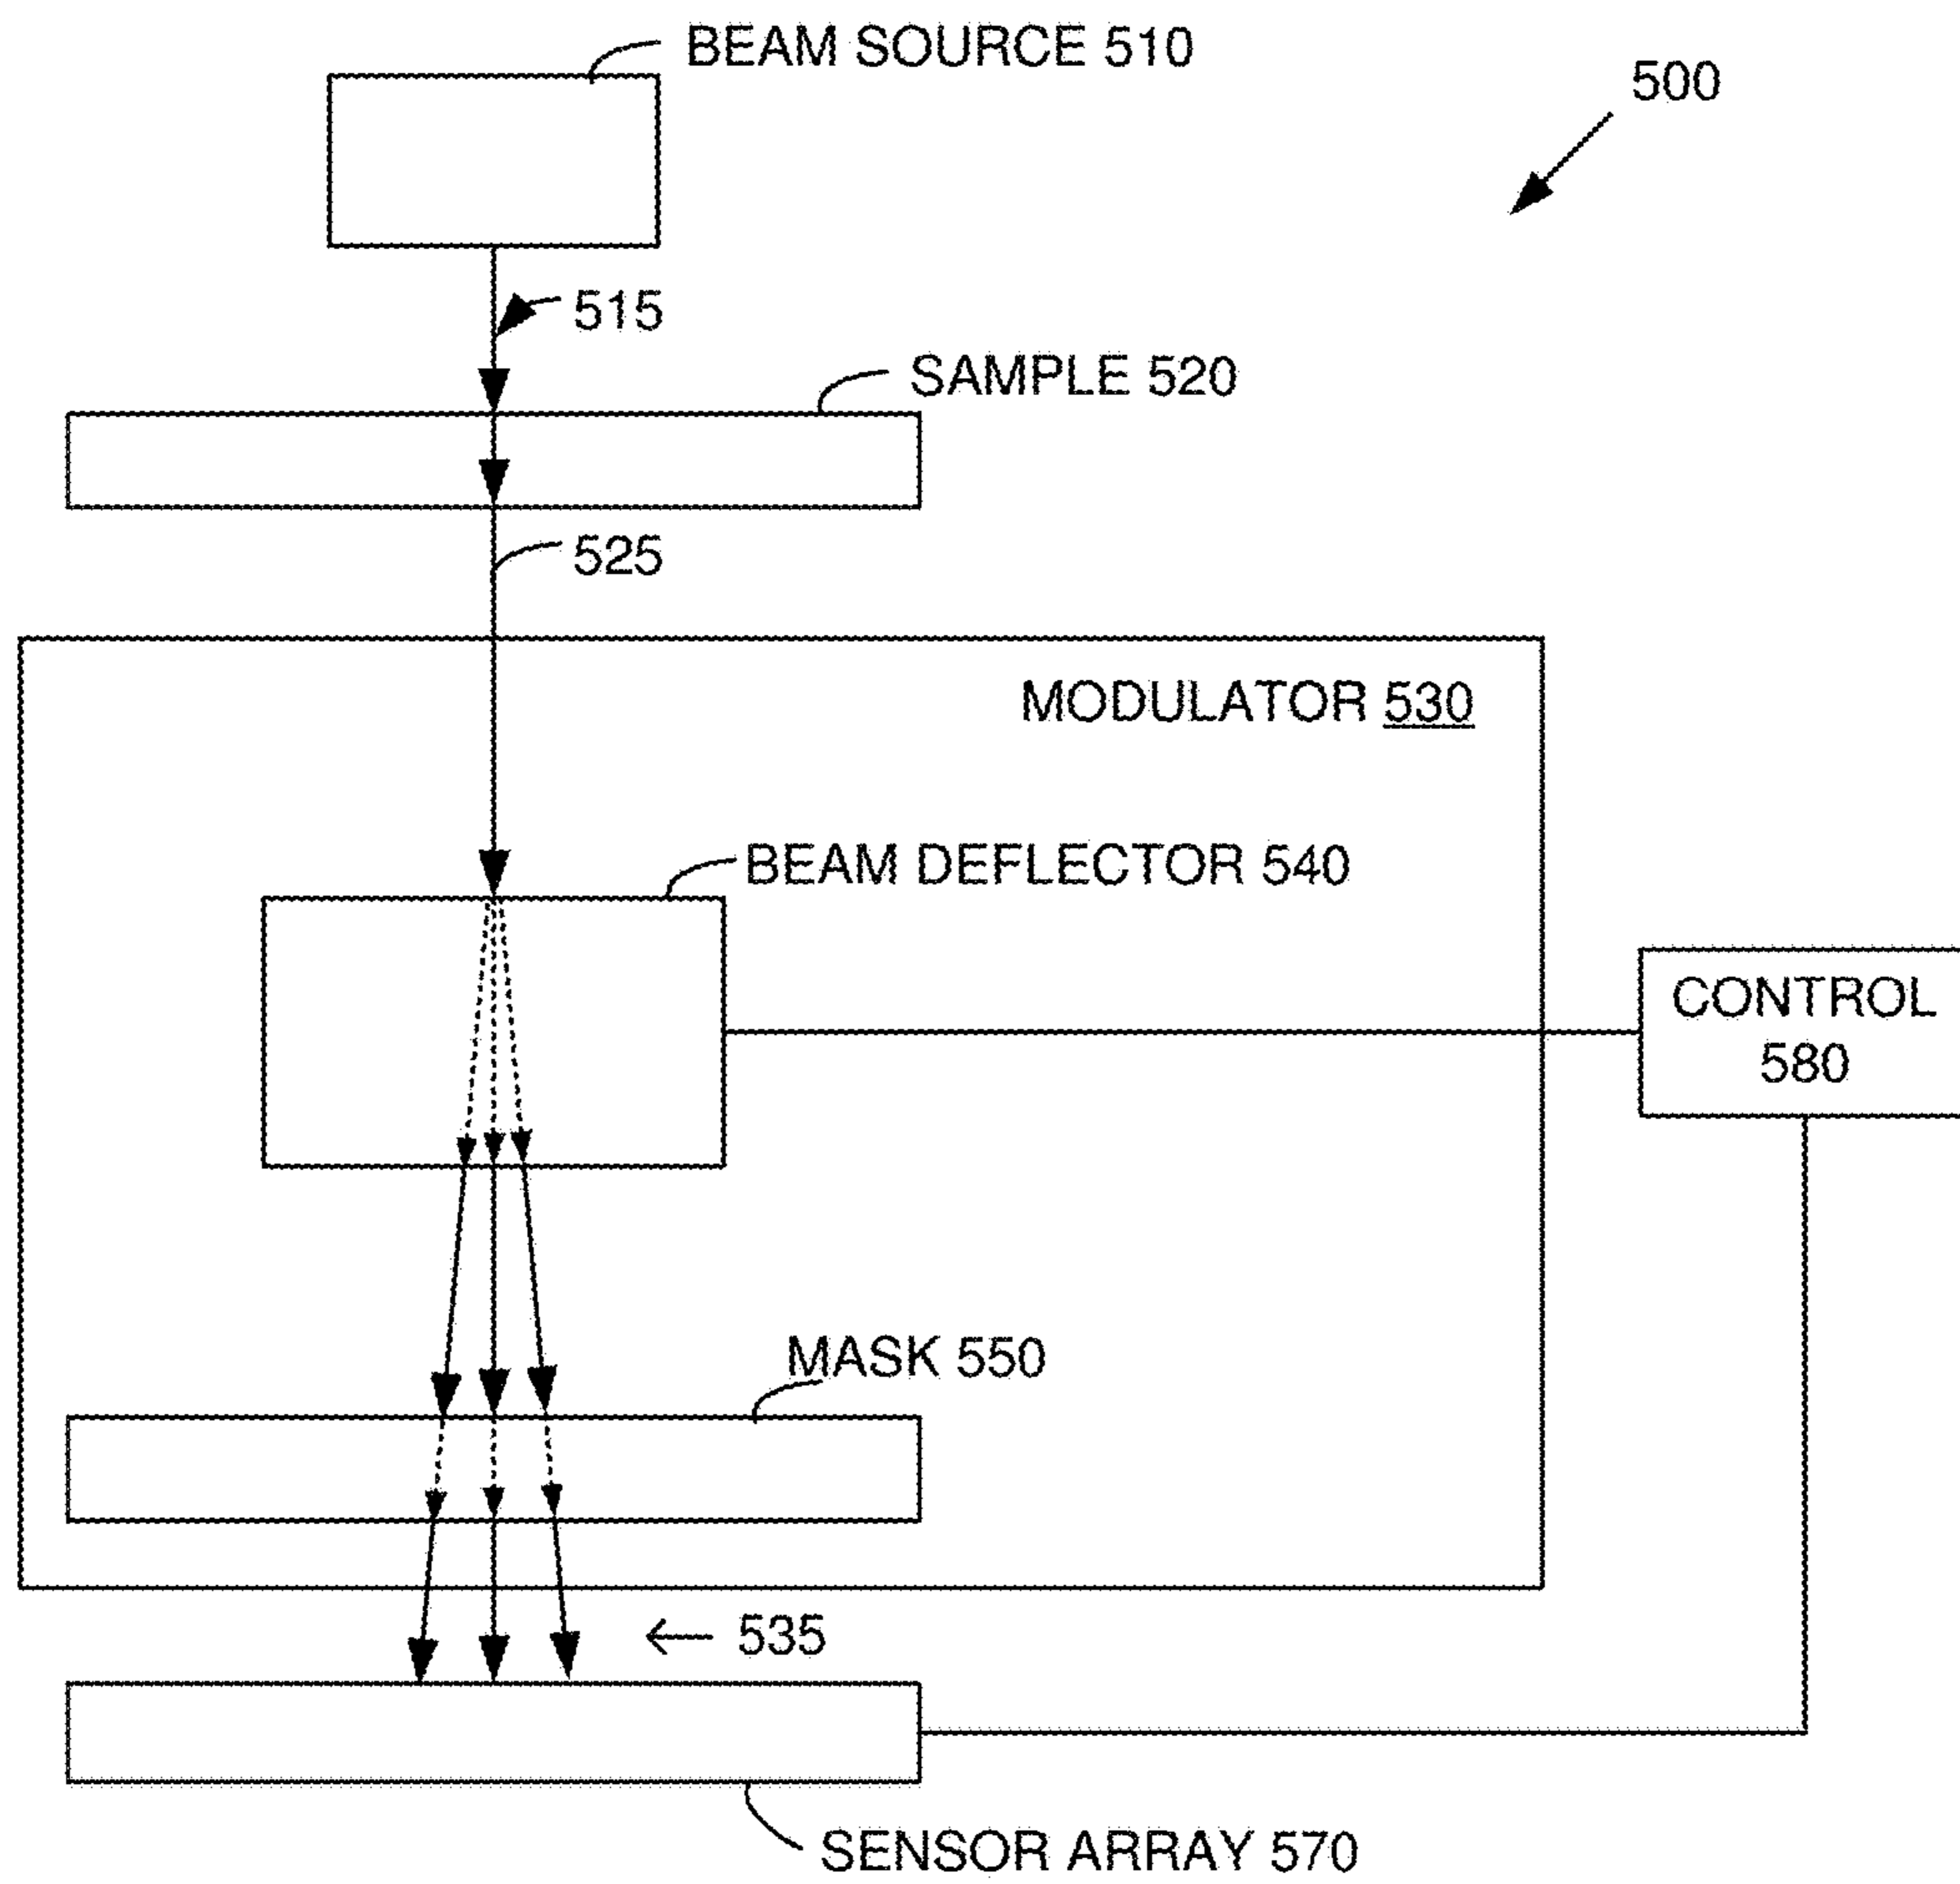 BEAM SOURCE 510
500
515
SAMPLE 520
525
MODULATOR 530
BEAM DEFLECTOR 540
CONTROL
580
MASK 550
535
SENSOR ARRAY 570